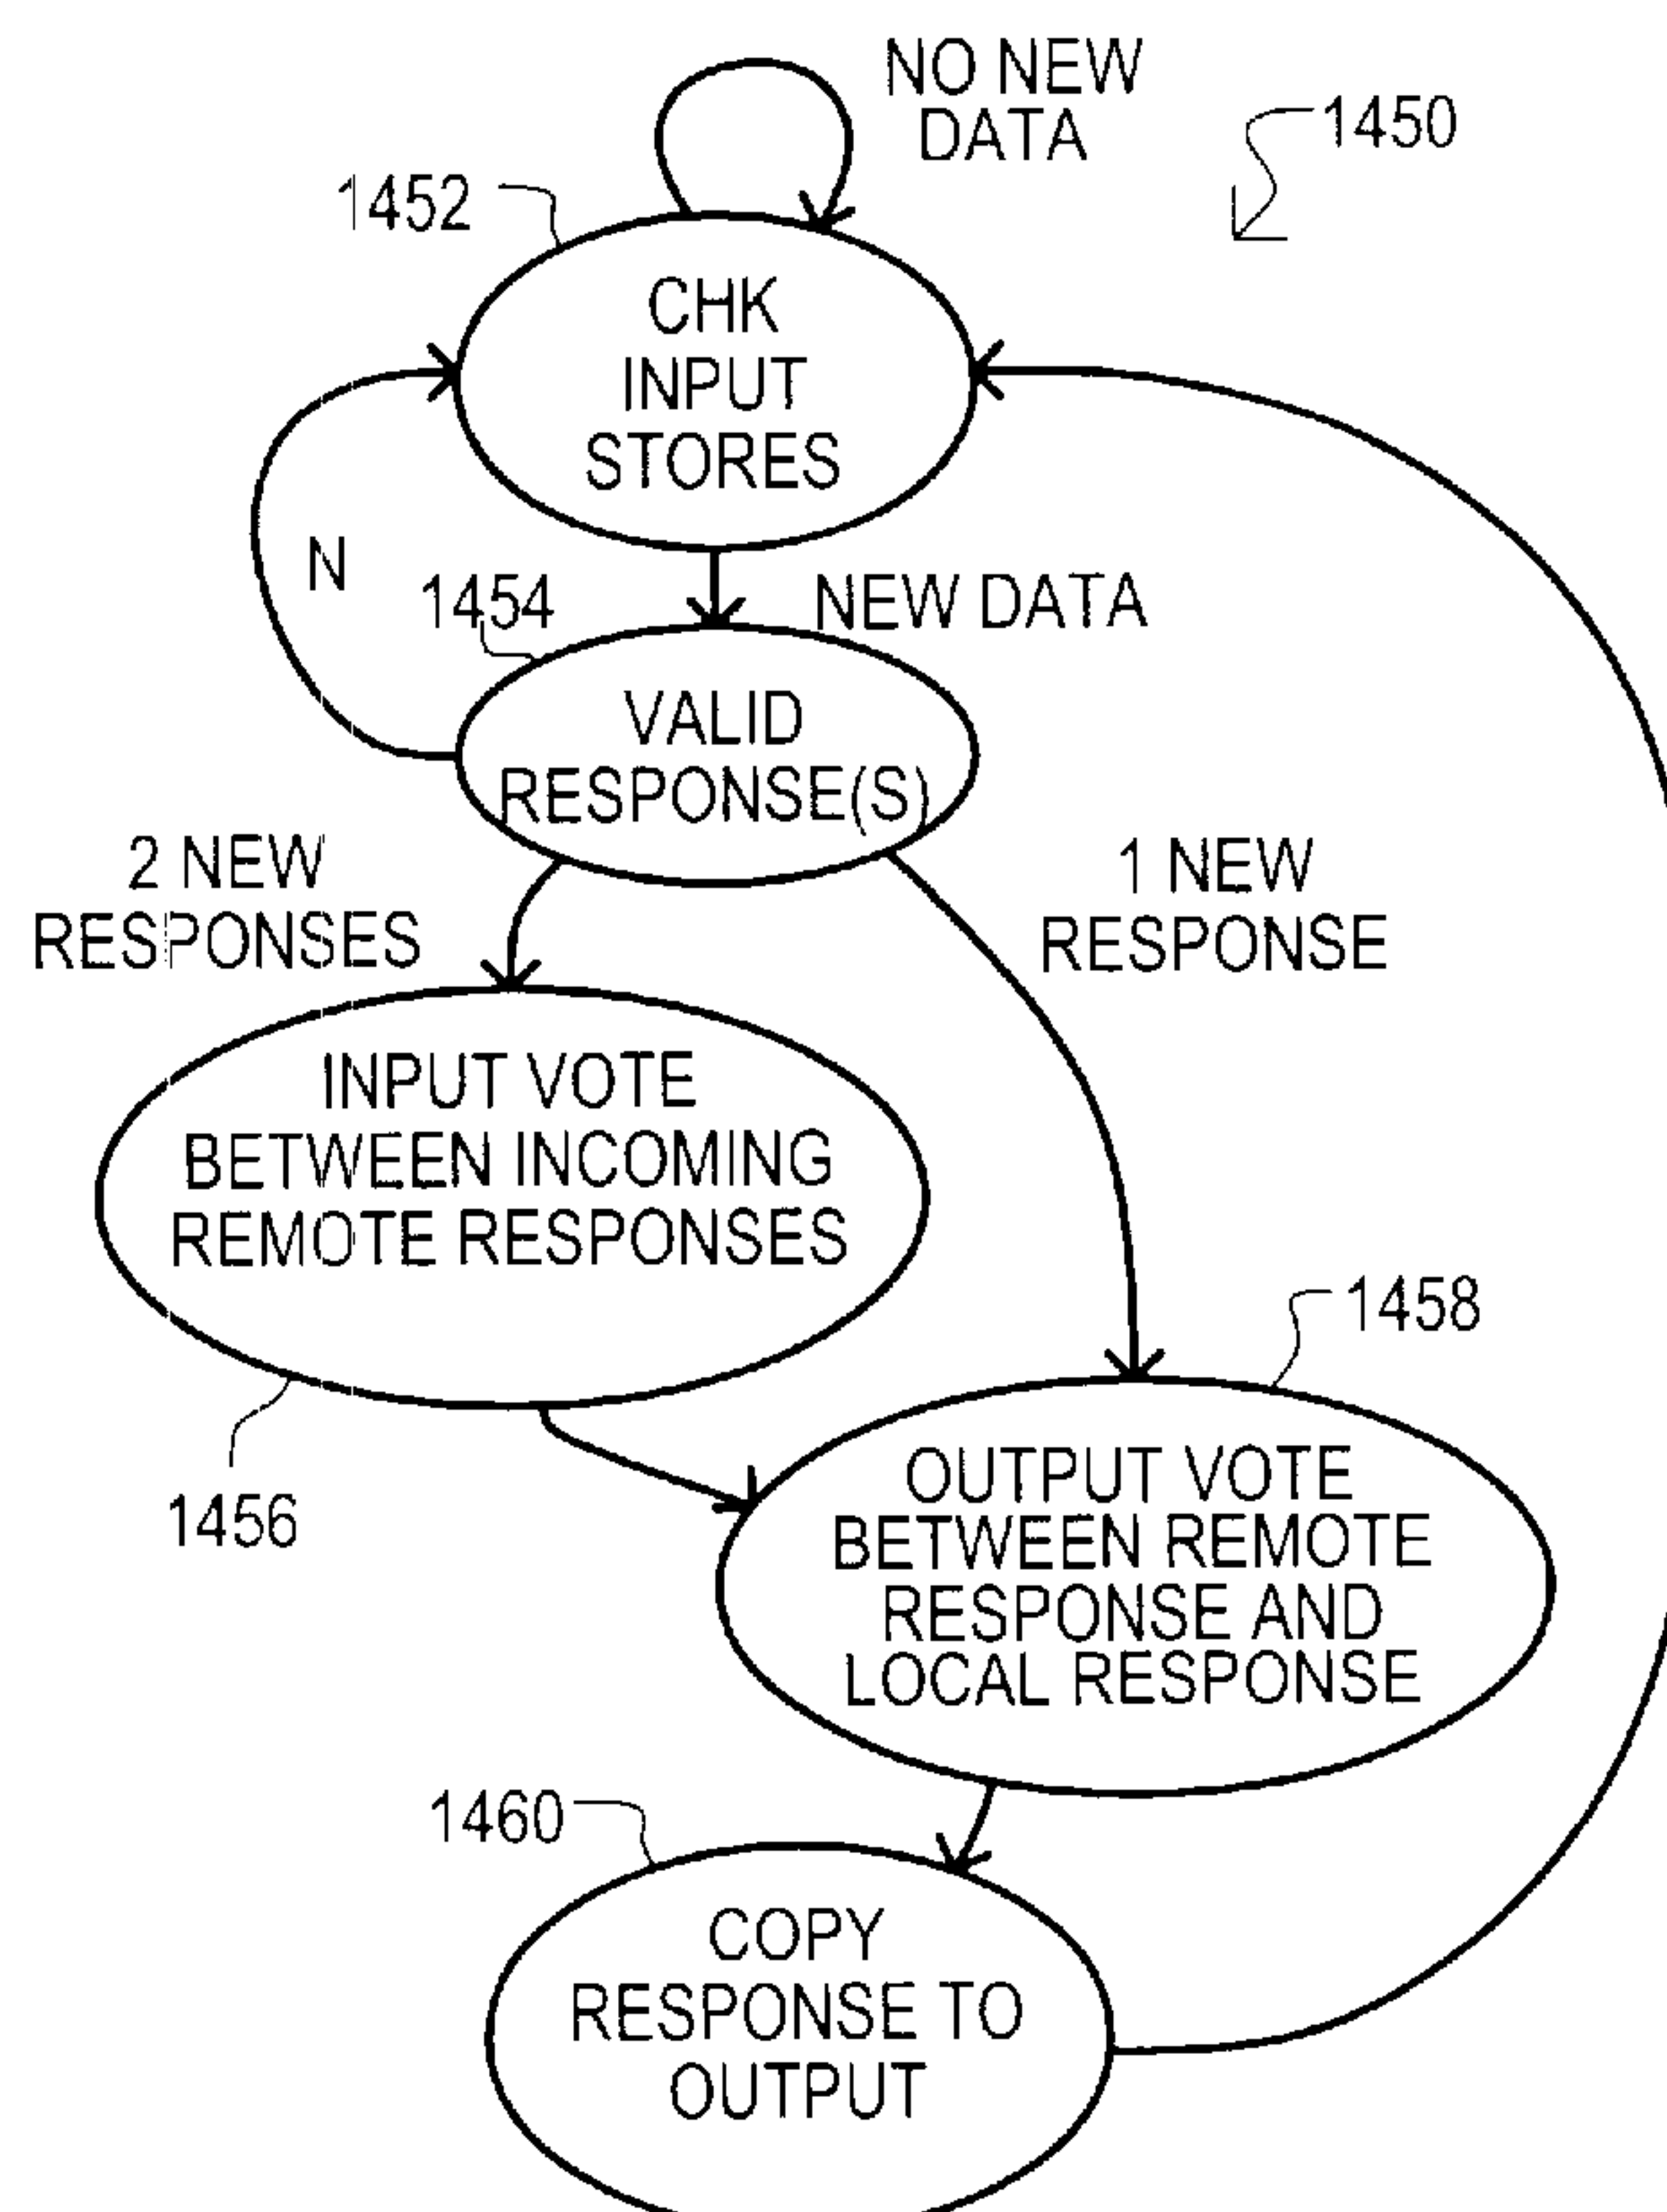 NO NEW
DATA
1450
1452
CHK
INPUT
STORES
N
1454
NEW DATA
VALID
RESPONSE(S)
2 NEW
RESPONSES
1 NEW
RESPONSE
INPUT VOTE
BETWEEN INCOMING
REMOTE RESPONSES
1458
1456
OUTPUT VOTE
BETWEEN REMOTE
RESPONSE AND
LOCAL RESPONSE
1460
COPY
RESPONSE TO
OUTPUT